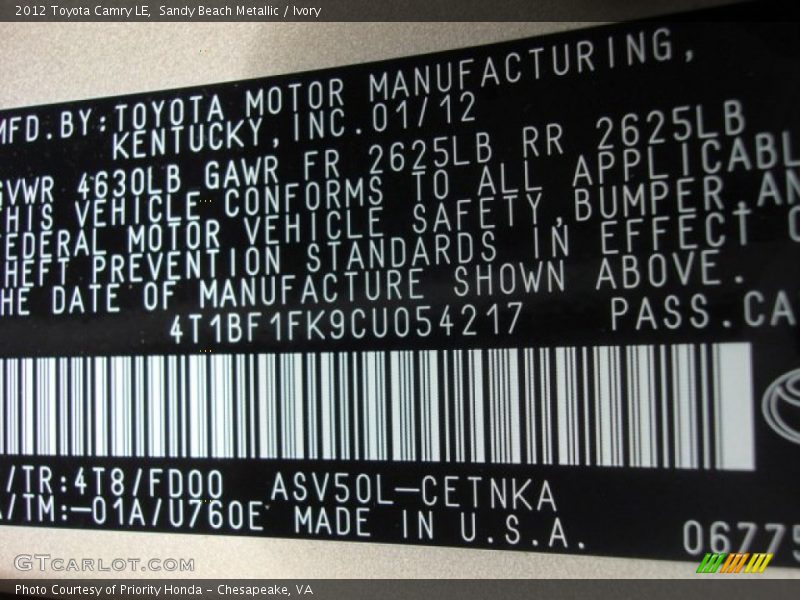 2012 Toyota Camry LE, Sandy Beach Metallic / Ivory
MFD.BY:TOYOTA MOTOR MANUFACTURING,
KENTUCKY,INC.01/12
GVWR 4630LB GAWR FR 2625LB RR 2625LB
THIS VEHICLE CONFORMS TO ALL APPLICABL
FEDERAL MOTOR VEHICLE SAFETY,BUMPER,AN
THEFT PREVENTION STANDARDS IN EFFECT O
THE DATE OF MANUFACTURE SHOWN ABOVE.
4T1BF1FK9CU054217 PASS.CA
/TR:4T8/FD00 ASV50L-CETNKA
A/TM:-01A/U760E MADE IN U.S.A.
06775
GTCARLOT.COM
Photo Courtesy of Priority Honda - Chesapeake, VA